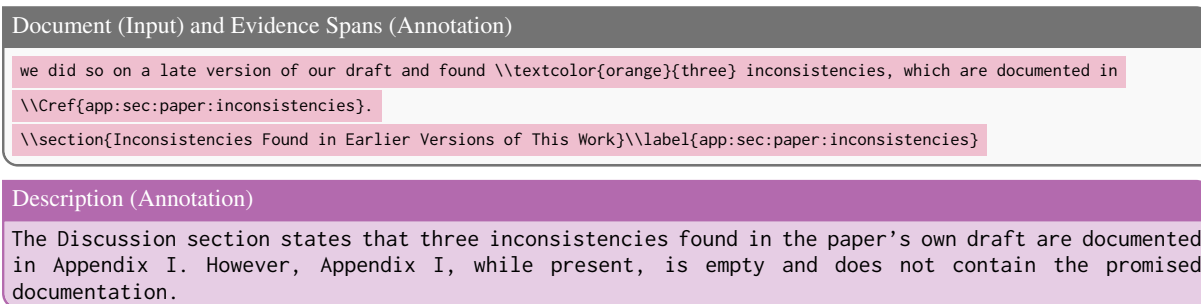 Document (Input) and Evidence Spans (Annotation)
we did so on a late version of our draft and found \\textcolor{orange}{three} inconsistencies, which are documented in
\\Cref{app:sec:paper:inconsistencies}.
\\section{Inconsistencies Found in Earlier Versions of This Work}\\label{app:sec:paper:inconsistencies}
Description (Annotation)
The Discussion section states that three inconsistencies found in the paper's own draft are documented
in Appendix I. However, Appendix I, while present, is empty and does not contain the promised
documentation.